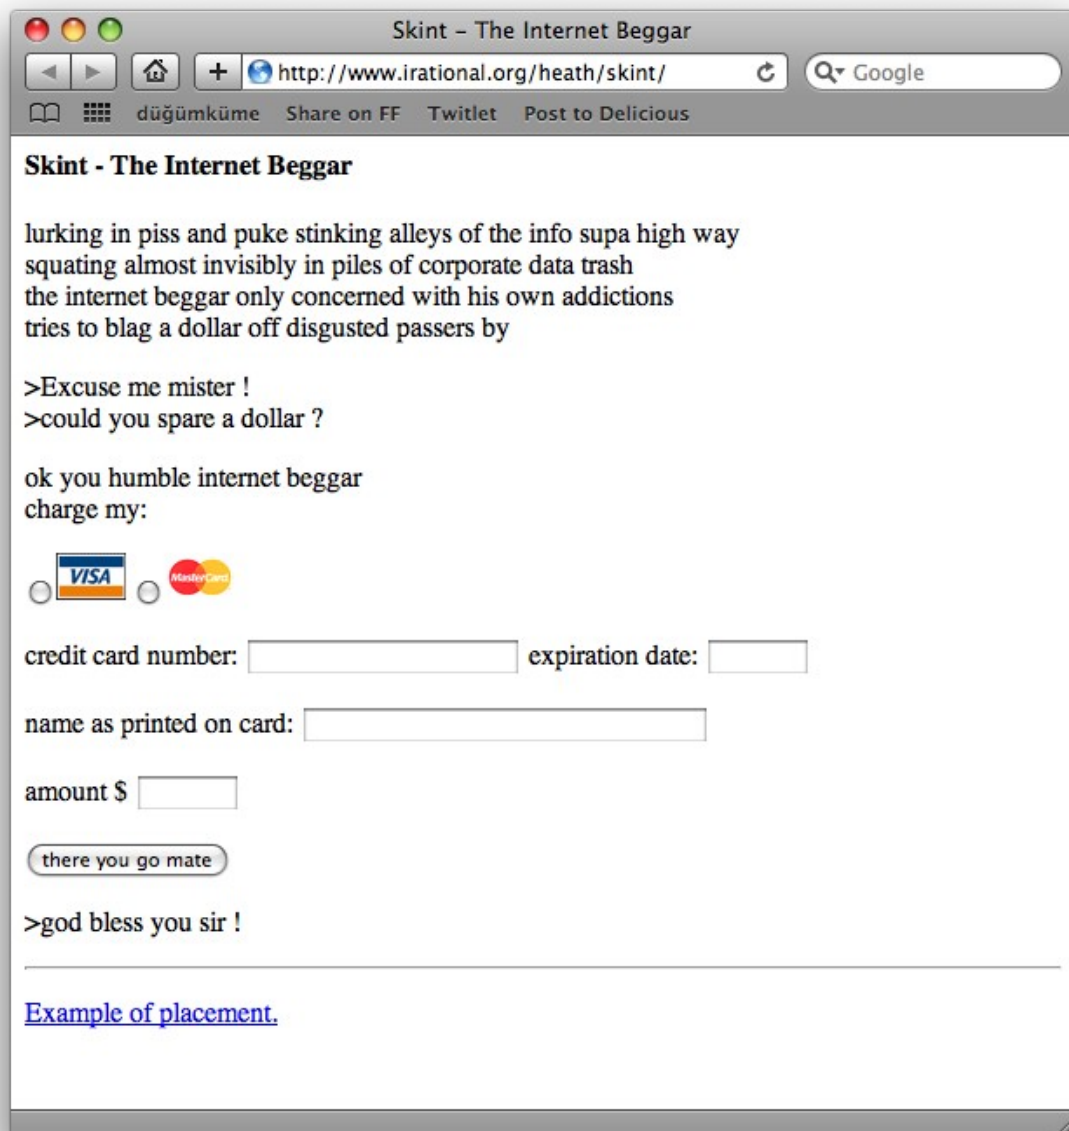 Skint – The Internet Beggar
http://www.irational.org/heath/skint/
Google
düğümküme Share on FF Twitlet Post to Delicious
Skint - The Internet Beggar
lurking in piss and puke stinking alleys of the info supa high way
squating almost invisibly in piles of corporate data trash
the internet beggar only concerned with his own addictions
tries to blag a dollar off disgusted passers by
>Excuse me mister !
>could you spare a dollar ?
ok you humble internet beggar
charge my:
VISA MasterCard
credit card number: expiration date:
name as printed on card:
amount $
there you go mate
>god bless you sir !
Example of placement.